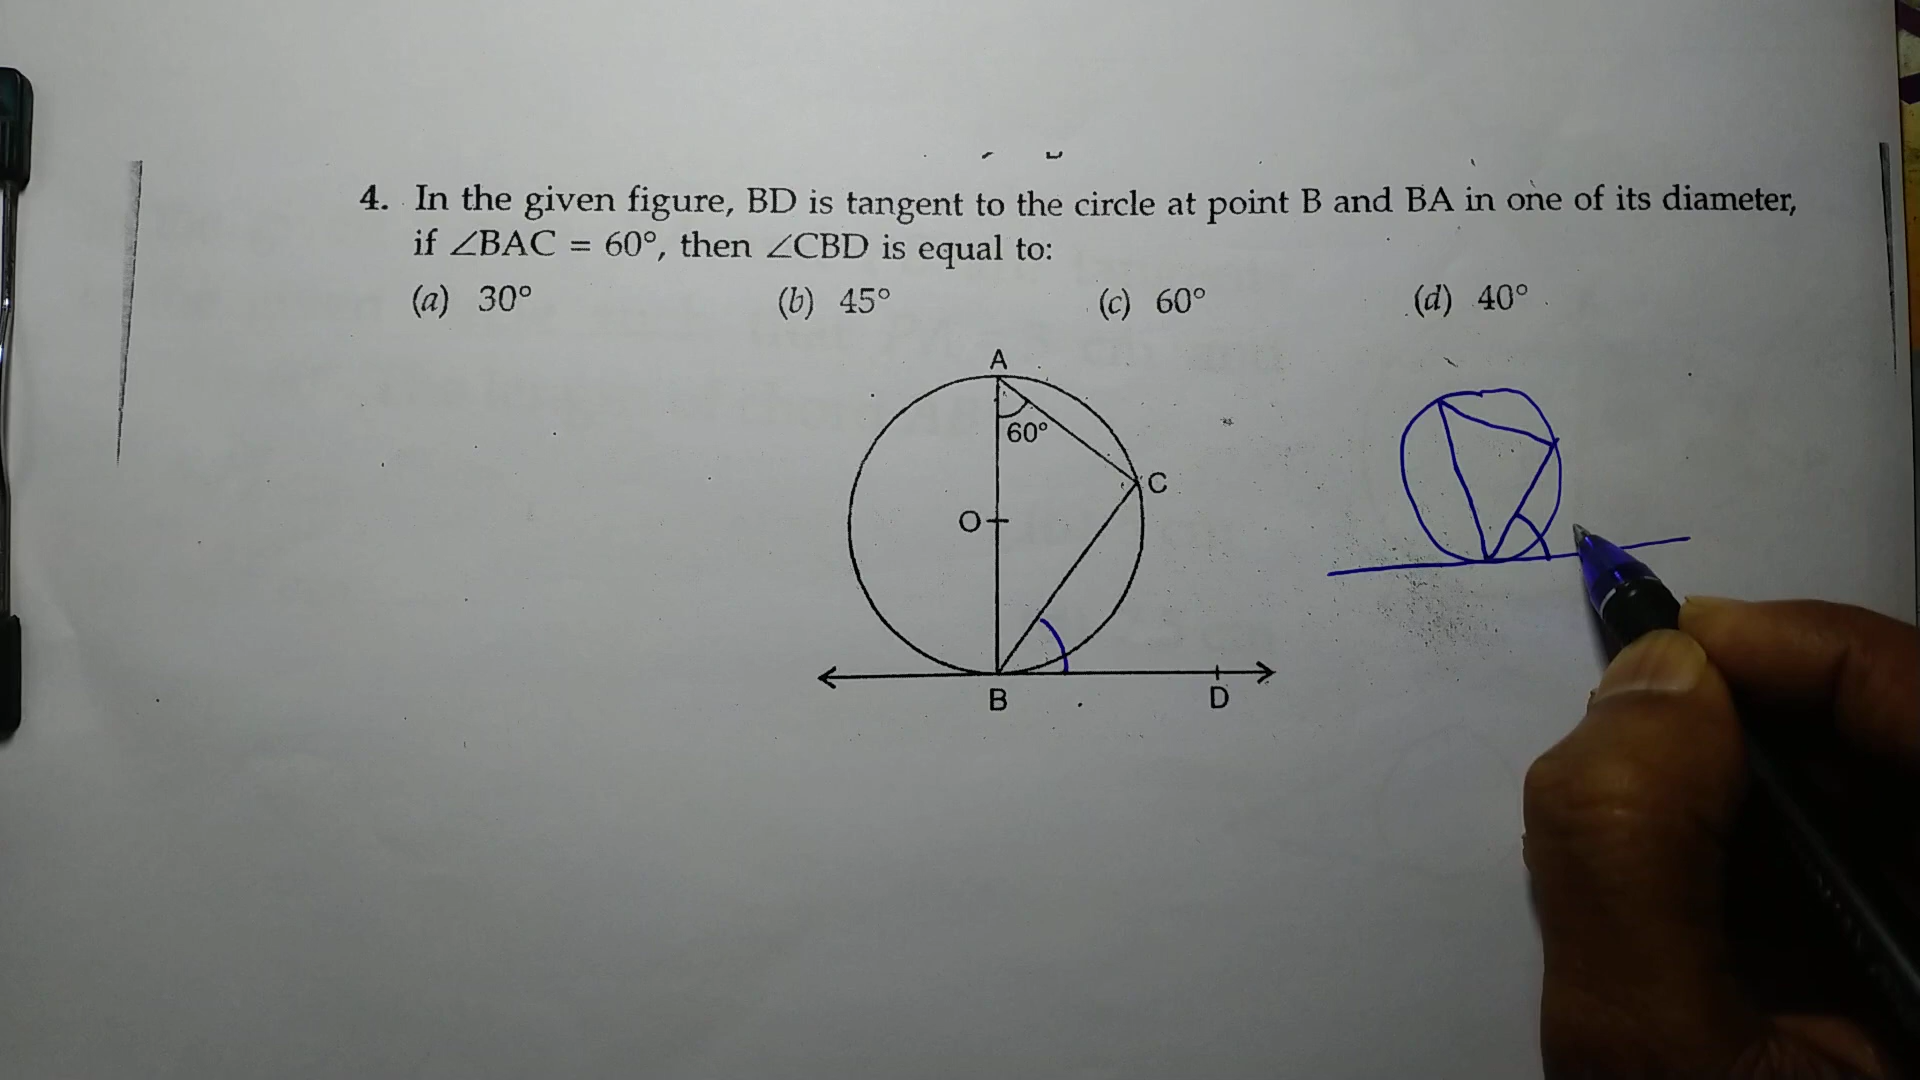 4. In the given figure, BD is tangent to the circle at point B and BA in one of its diameter,
if ∠BAC = 60°, then ∠CBD is equal to:
(a) 30° (b) 45° (c) 60° (d) 40°
A
60°
C
O
B
D